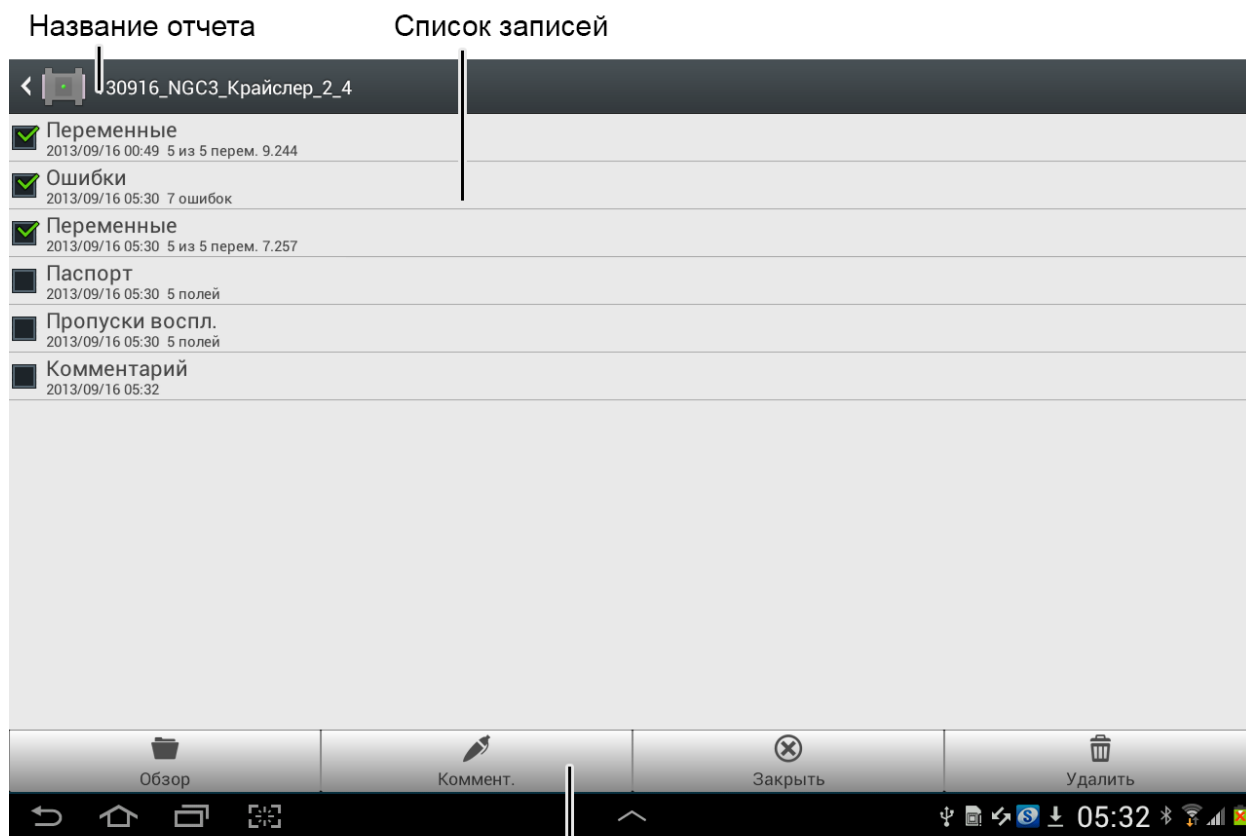 Название отчета
Список записей
30916_NGC3_Крайслер_2_4
Переменные
2013/09/16 00:49 5 из 5 перем. 9.244
Ошибки
2013/09/16 05:30 7 ошибок
Переменные
2013/09/16 05:30 5 из 5 перем. 7.257
Паспорт
2013/09/16 05:30 5 полей
Пропуски воспл.
2013/09/16 05:30 5 полей
Комментарий
2013/09/16 05:32
Обзор
Коммент.
Закрыть
Удалить
05:32